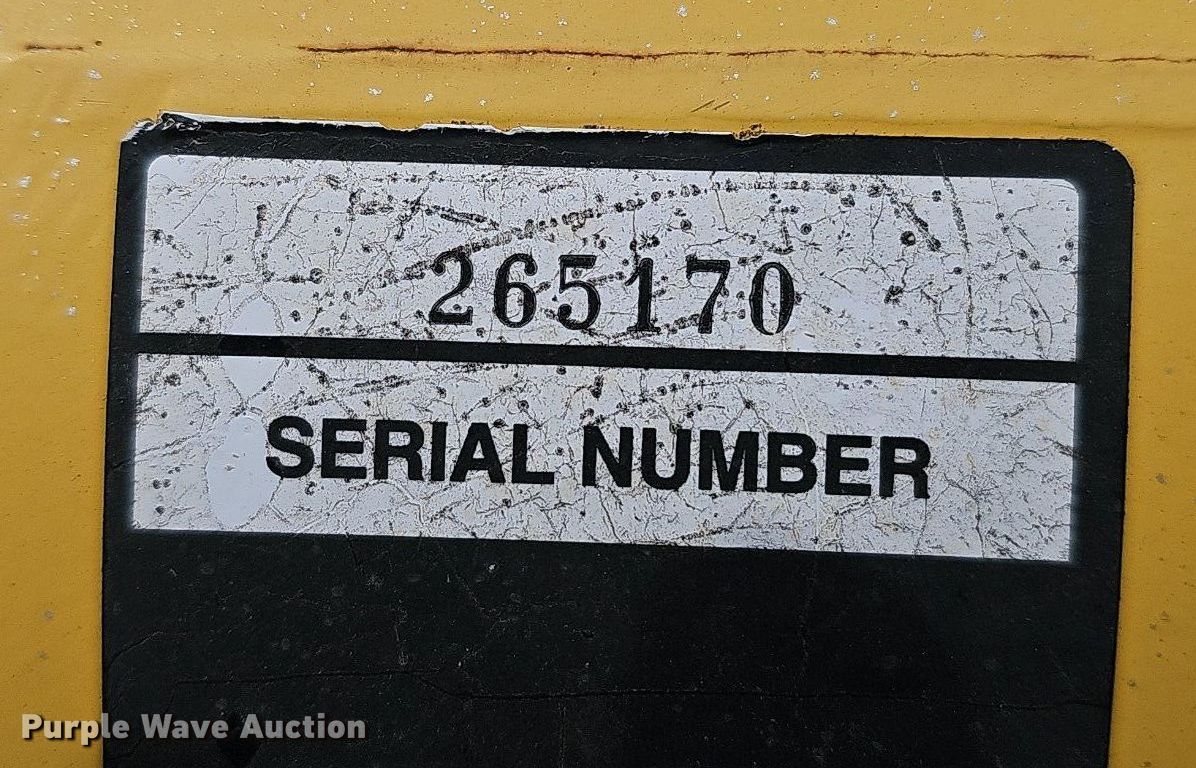 265170
SERIAL NUMBER
Purple Wave Auction